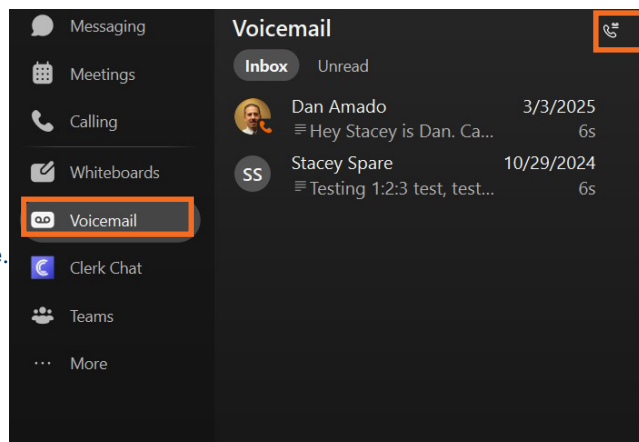 Messaging
Meetings
Calling
Whiteboards
Voicemail
Clerk Chat
Teams
More
Voicemail
Inbox Unread
Dan Amado 3/3/2025
Hey Stacey is Dan. Ca... 6s
SS Stacey Spare 10/29/2024
Testing 1:2:3 test, test... 6s